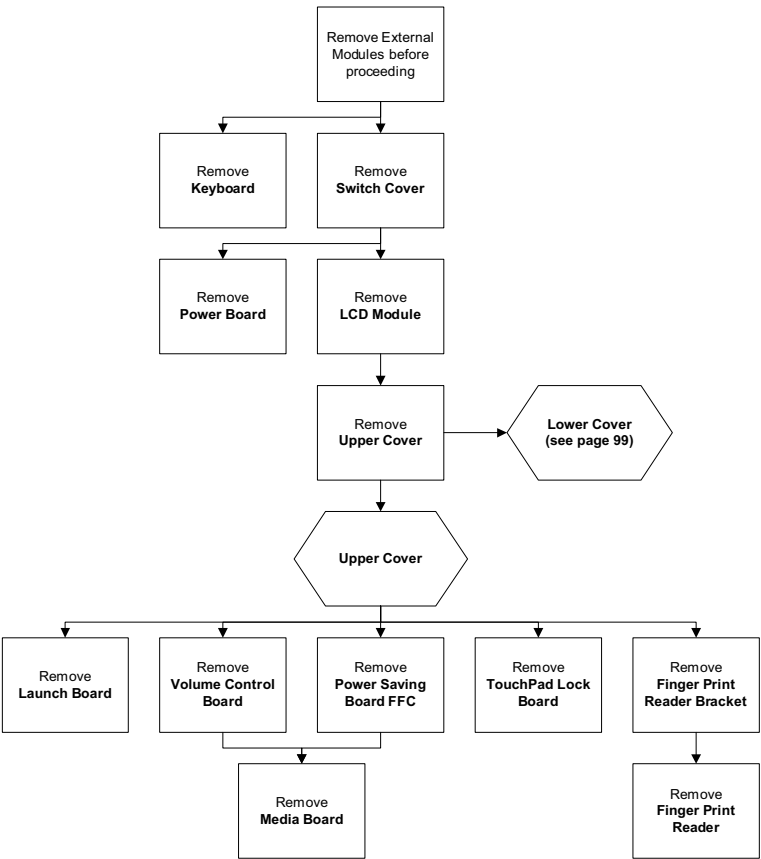 Remove External
Modules before
proceeding
Remove
Keyboard
Remove
Switch Cover
Remove
Power Board
Remove
LCD Module
Remove
Upper Cover
Lower Cover
(see page 99)
Upper Cover
Remove
Launch Board
Remove
Volume Control
Board
Remove
Power Saving
Board FFC
Remove
TouchPad Lock
Board
Remove
Finger Print
Reader Bracket
Remove
Media Board
Remove
Finger Print
Reader